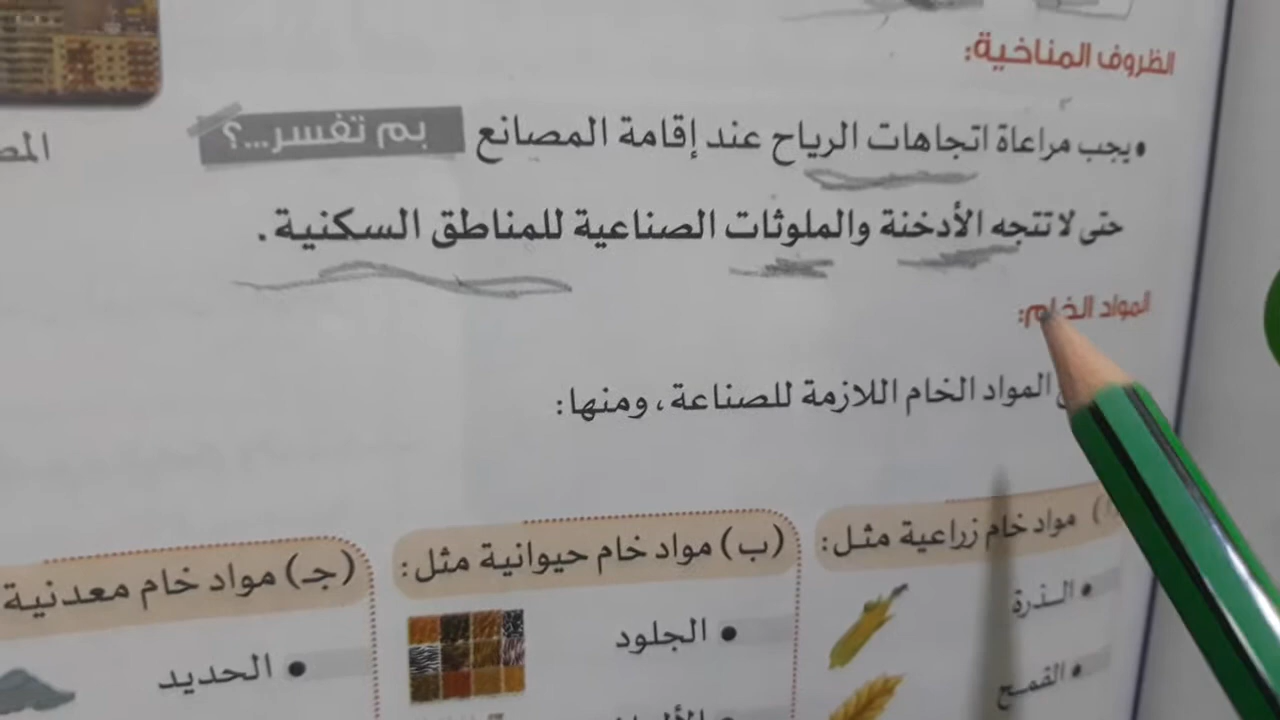 الظروف المناخية:
• يجب مراعاة اتجاهات الرياح عند إقامة المصانع بم تفسر...؟
حتى لا تتجه الأدخنة والملوثات الصناعية للمناطق السكنية.
المواد الخام:
المواد الخام اللازمة للصناعة، ومنها:
مواد خام زراعية مثل:
• الذرة
• القمح
(ب) مواد خام حيوانية مثل:
• الجلود
(جـ) مواد خام معدنية
• الحديد